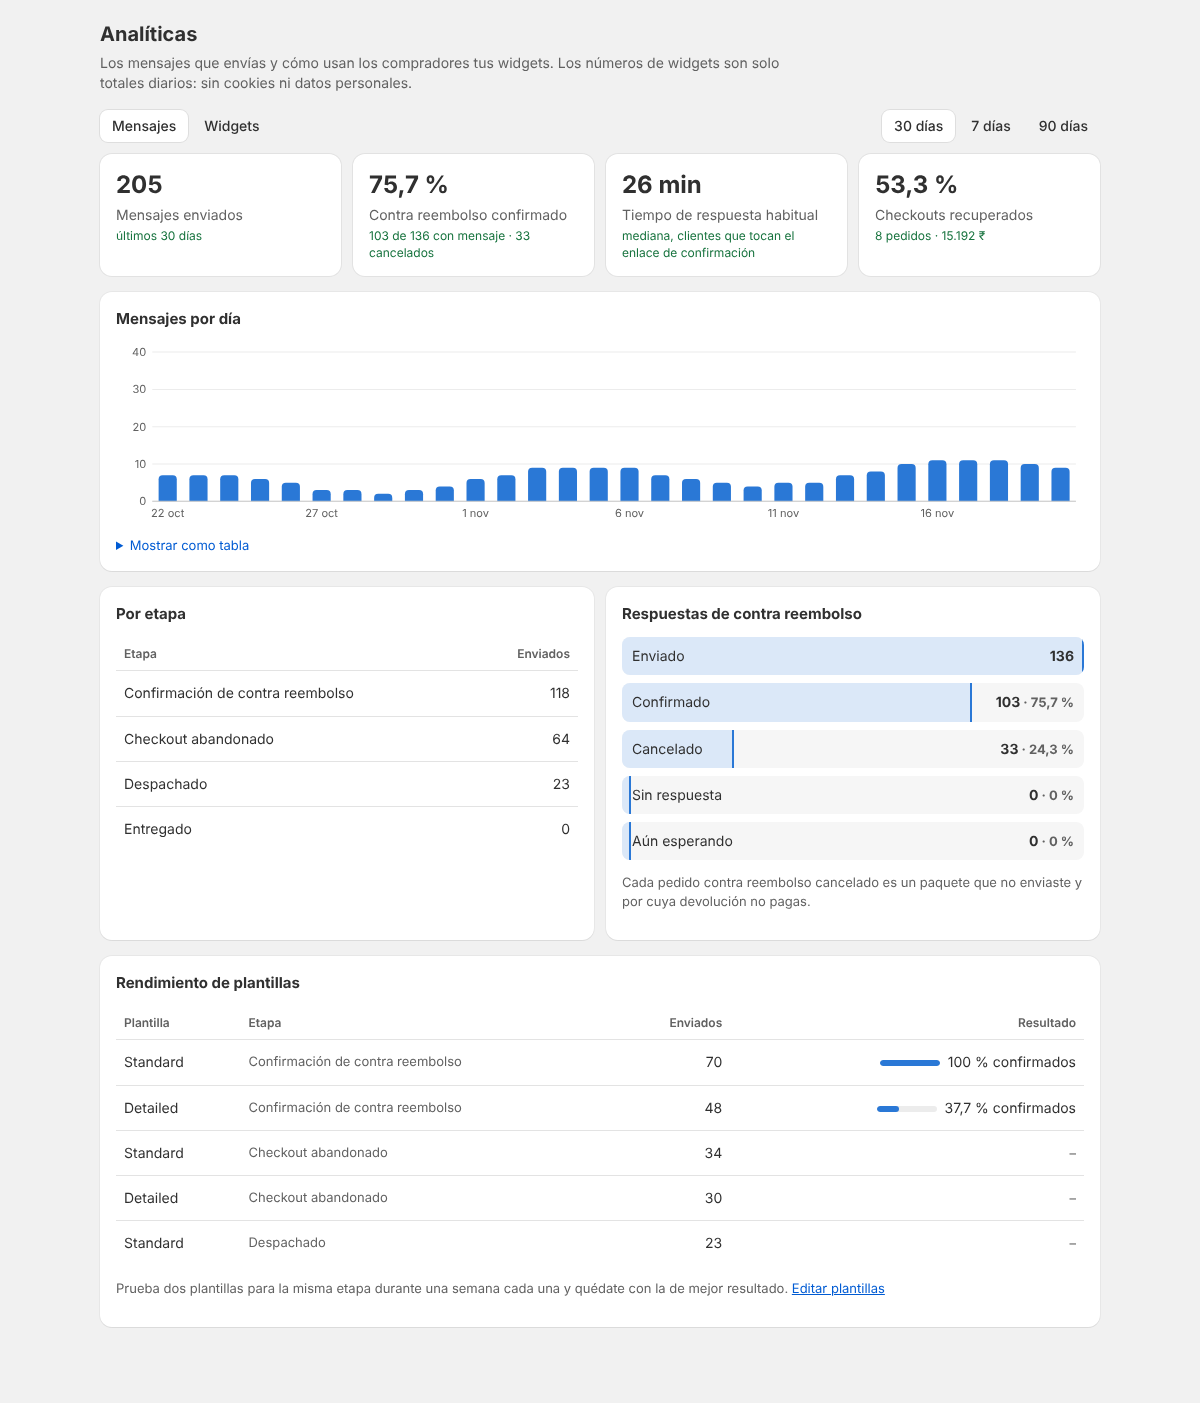 Analíticas
Los mensajes que envías y cómo usan los compradores tus widgets. Los números de widgets son solo
totales diarios: sin cookies ni datos personales.
Mensajes Widgets 30 días 7 días 90 días
205
Mensajes enviados
últimos 30 días
75,7 %
Contra reembolso confirmado
103 de 136 con mensaje · 33
cancelados
26 min
Tiempo de respuesta habitual
mediana, clientes que tocan el
enlace de confirmación
53,3 %
Checkouts recuperados
8 pedidos · 15.192 ₹
Mensajes por día
40
30
20
10
0
22 oct 27 oct 1 nov 6 nov 11 nov 16 nov
Mostrar como tabla
Por etapa
Etapa Enviados
Confirmación de contra reembolso 118
Checkout abandonado 64
Despachado 23
Entregado 0
Respuestas de contra reembolso
Enviado 136
Confirmado 103 · 75,7 %
Cancelado 33 · 24,3 %
Sin respuesta 0 · 0 %
Aún esperando 0 · 0 %
Cada pedido contra reembolso cancelado es un paquete que no enviaste y
por cuya devolución no pagas.
Rendimiento de plantillas
Plantilla Etapa Enviados Resultado
Standard Confirmación de contra reembolso 70 100 % confirmados
Detailed Confirmación de contra reembolso 48 37,7 % confirmados
Standard Checkout abandonado 34 –
Detailed Checkout abandonado 30 –
Standard Despachado 23 –
Prueba dos plantillas para la misma etapa durante una semana cada una y quédate con la de mejor resultado. Editar plantillas